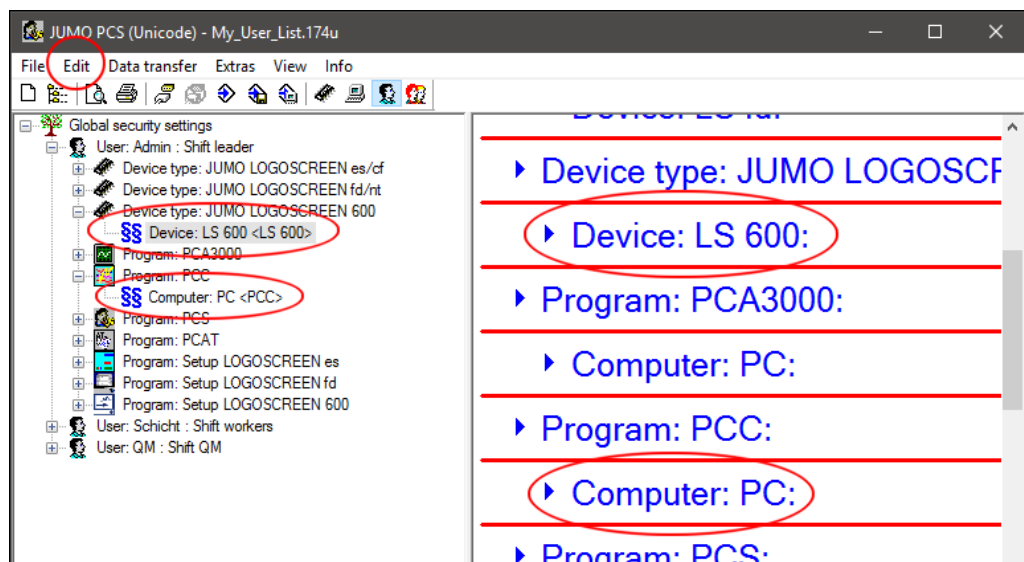 JUMO PCS (Unicode) - My_User_List.174u
File Edit Data transfer Extras View Info
Global security settings
User: Admin : Shift leader
Device type: JUMO LOGOSCREEN es/cf
Device type: JUMO LOGOSCREEN fd/nt
Device type: JUMO LOGOSCREEN 600
§§ Device: LS 600 <LS 600>
Program: PCA3000
Program: PCC
§§ Computer: PC <PCC>
Program: PCS
Program: PCAT
Program: Setup LOGOSCREEN es
Program: Setup LOGOSCREEN fd
Program: Setup LOGOSCREEN 600
User: Schicht : Shift workers
User: QM : Shift QM
Device type: JUMO LOGOSCR
Device: LS 600:
Program: PCA3000:
Computer: PC:
Program: PCC:
Computer: PC:
Program: PCS: